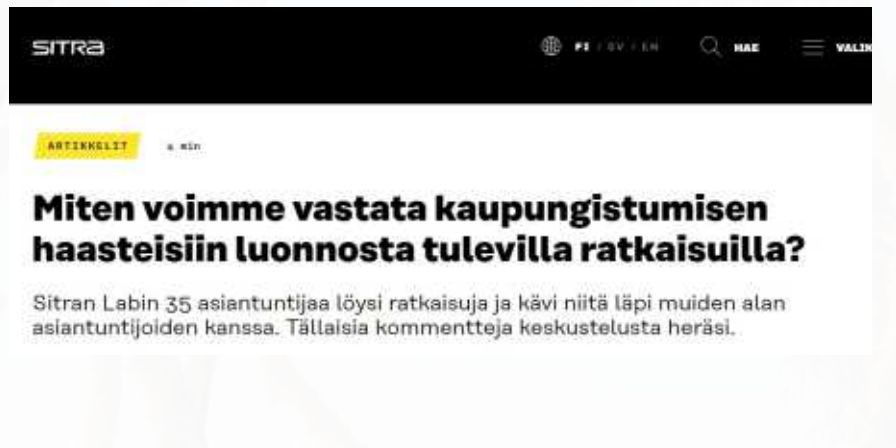 SITRA
FI / SV / EN HAE VALIK
ARTIKKELIT min
Miten voimme vastata kaupungistumisen
haasteisiin luonnosta tulevilla ratkaisuilla?
Sitran Labin 35 asiantuntijaa löysi ratkaisuja ja kävi niitä läpi muiden alan
asiantuntijoiden kanssa. Tällaisia kommentteja keskustelusta heräsi.